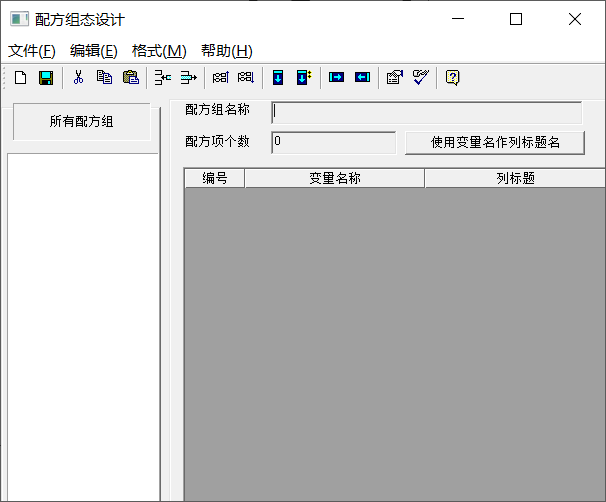 配方组态设计
文件(F) 编辑(E) 格式(M) 帮助(H)
所有配方组
配方组名称
配方项个数 0 使用变量名作列标题名
编号 变量名称 列标题